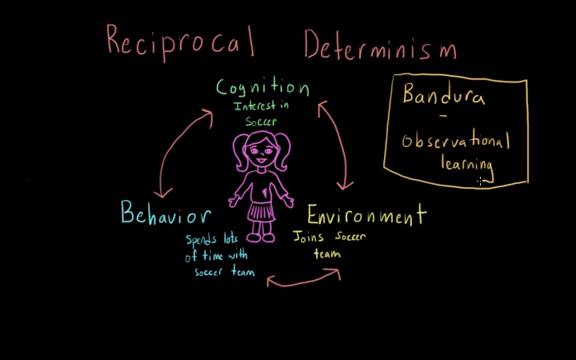 Reciprocal Determinism
Cognition
Interest in
Soccer
Bandura
-
Observational
learning
Behavior
Spends lots
of time with
soccer team
Environment
Joins Soccer
team